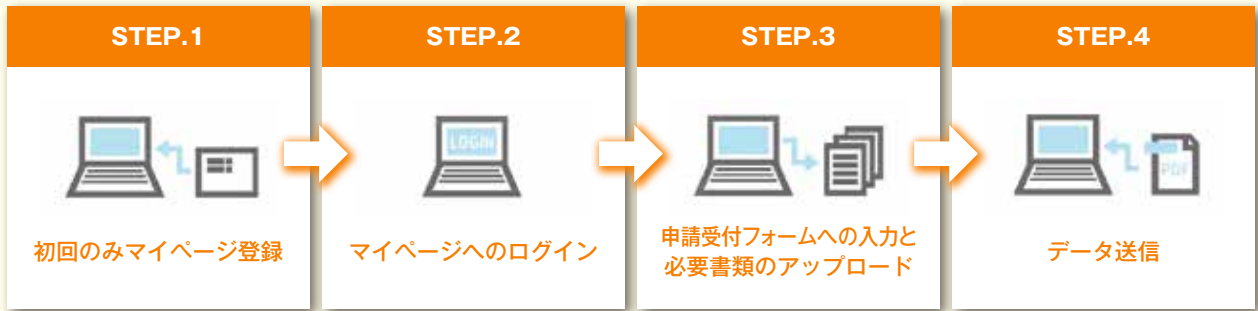 STEP.1
STEP.2
STEP.3
STEP.4
LOGIN
PDF
初回のみマイページ登録
マイページへのログイン
申請受付フォームへの入力と
必要書類のアップロード
データ送信